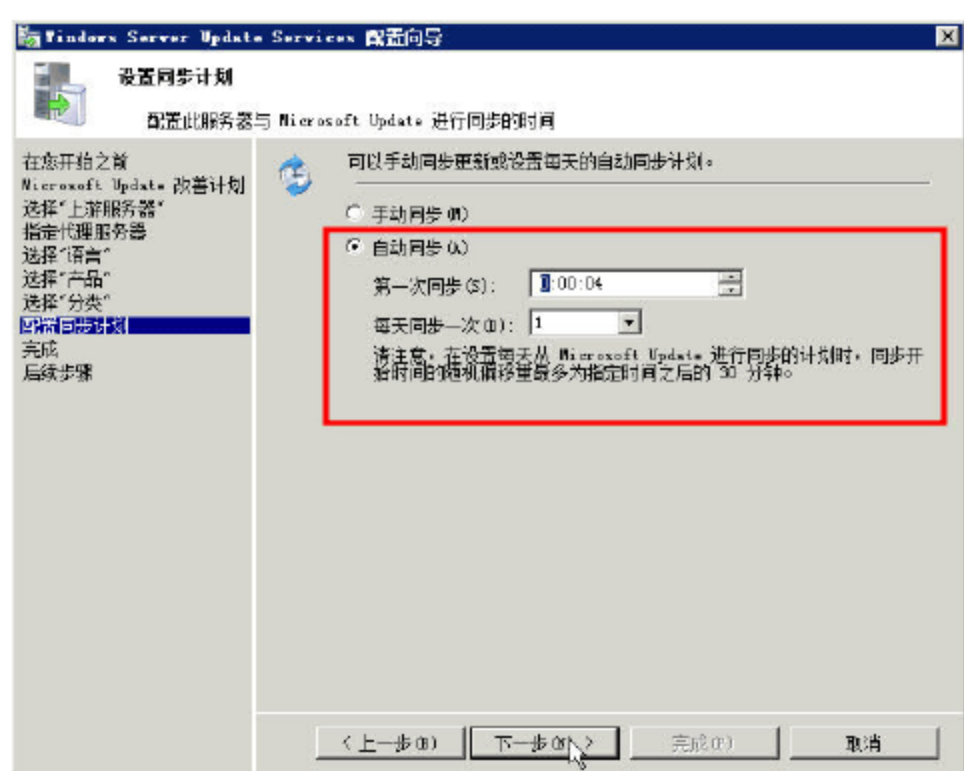 Windows Server Update Services 配置向导
设置同步计划
配置此服务器与 Microsoft Update 进行同步的时间
在您开始之前
Microsoft Update 改善计划
选择“上游服务器”
指定代理服务器
选择“语言”
选择“产品”
选择“分类”
配置同步计划
完成
后续步骤
可以手动同步更新或设置每天的自动同步计划。
手动同步(M)
自动同步(A)
第一次同步(S): 0:00:04
每天同步一次(D): 1
请注意，在设置每天从 Microsoft Update 进行同步的计划时，同步开
始时间的随机偏移量最多为指定时间之后的 30 分钟。
<上一步(B) 下一步(N)> 完成(F) 取消